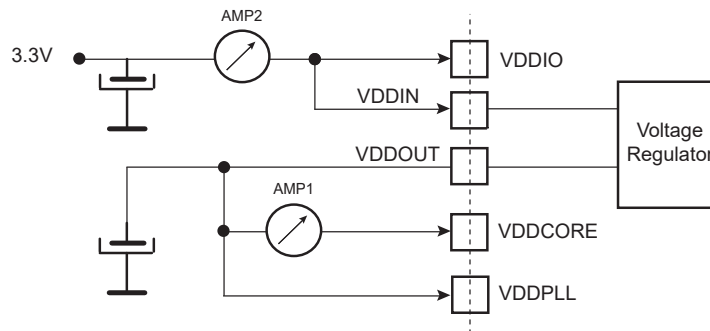 AMP2
3.3V
VDDIO
VDDIN
Voltage
Regulator
VDDOUT
AMP1
VDDCORE
VDDPLL